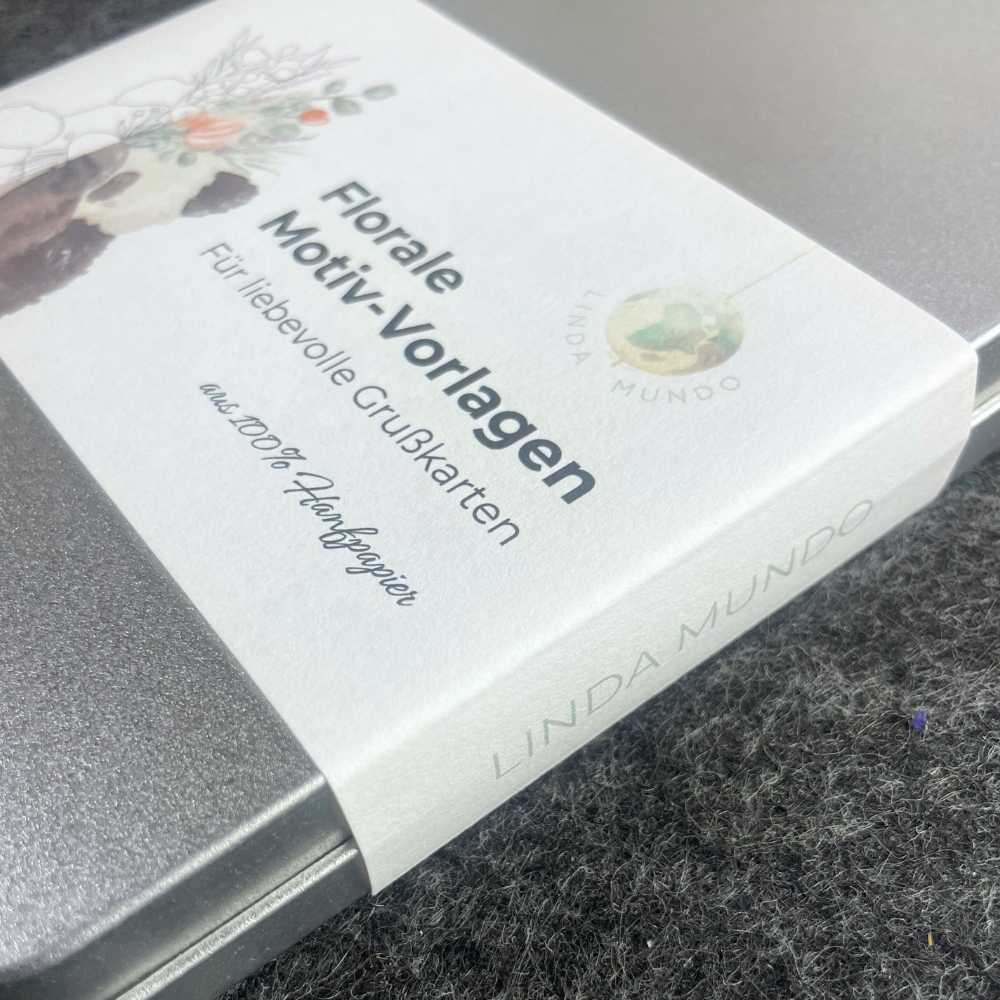 Florale
Motiv-Vorlagen
Für liebevolle Grußkarten
aus 100% Hanfpapier
LINDA MUNDO
LINDA MUNDO